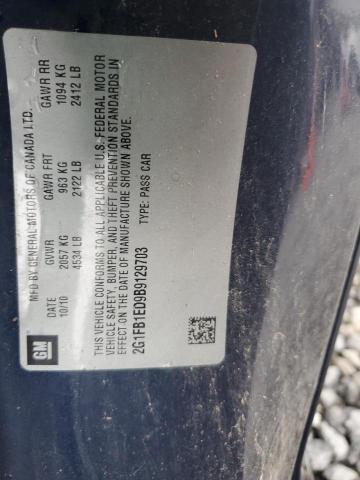 GM
MFD BY GENERAL MOTORS OF CANADA LTD.
10/10
GVWR GAWR FRT GAWR RR
2057 KG 963 KG 1094 KG
4534 LB 2122 LB 2412 LB
THIS VEHICLE CONFORMS TO ALL APPLICABLE U.S. FEDERAL MOTOR
VEHICLE SAFETY, BUMPER, AND THEFT PREVENTION STANDARDS IN
EFFECT ON THE DATE OF MANUFACTURE SHOWN ABOVE.
2G1FB1ED9B9129703 TYPE: PASS CAR